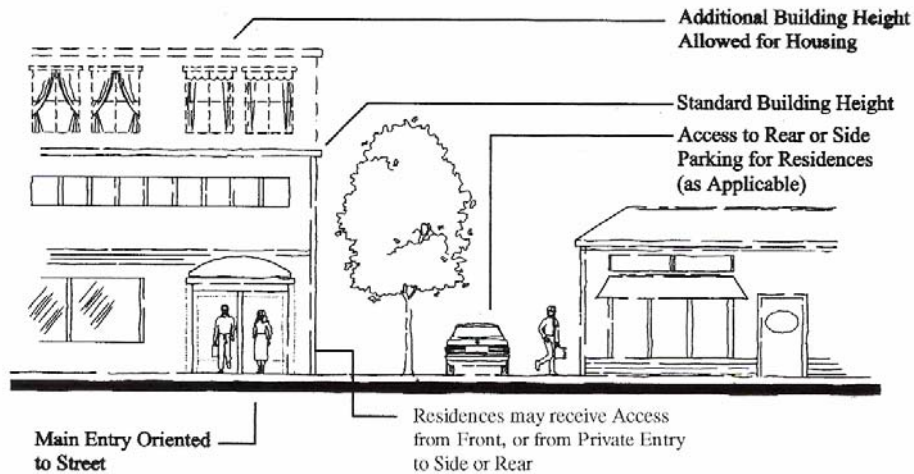 Additional Building Height
Allowed for Housing
Standard Building Height
Access to Rear or Side
Parking for Residences
(as Applicable)
Main Entry Oriented
to Street
Residences may receive Access
from Front, or from Private Entry
to Side or Rear